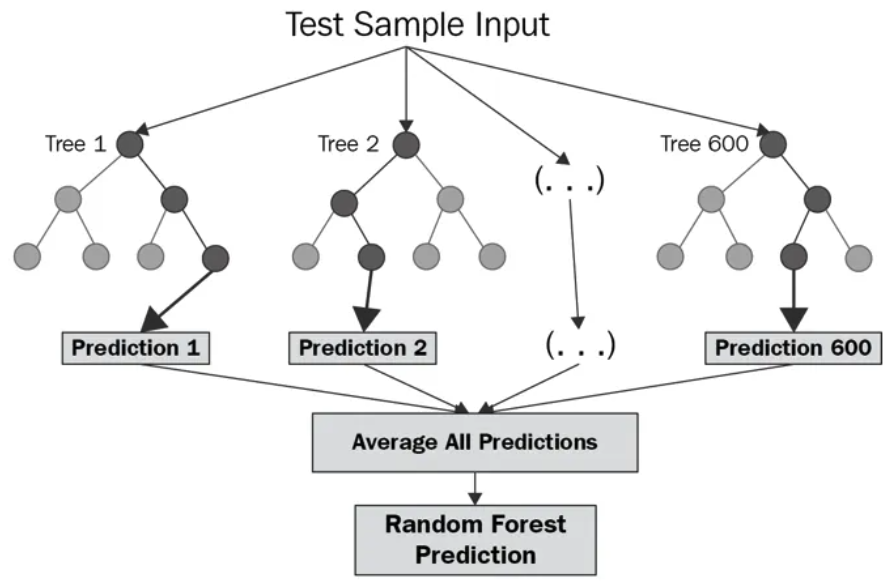 Test Sample Input
Tree 1
Tree 2
Tree 600
(. . .)
Prediction 1
Prediction 2
(. . .)
Prediction 600
Average All Predictions
Random Forest
Prediction